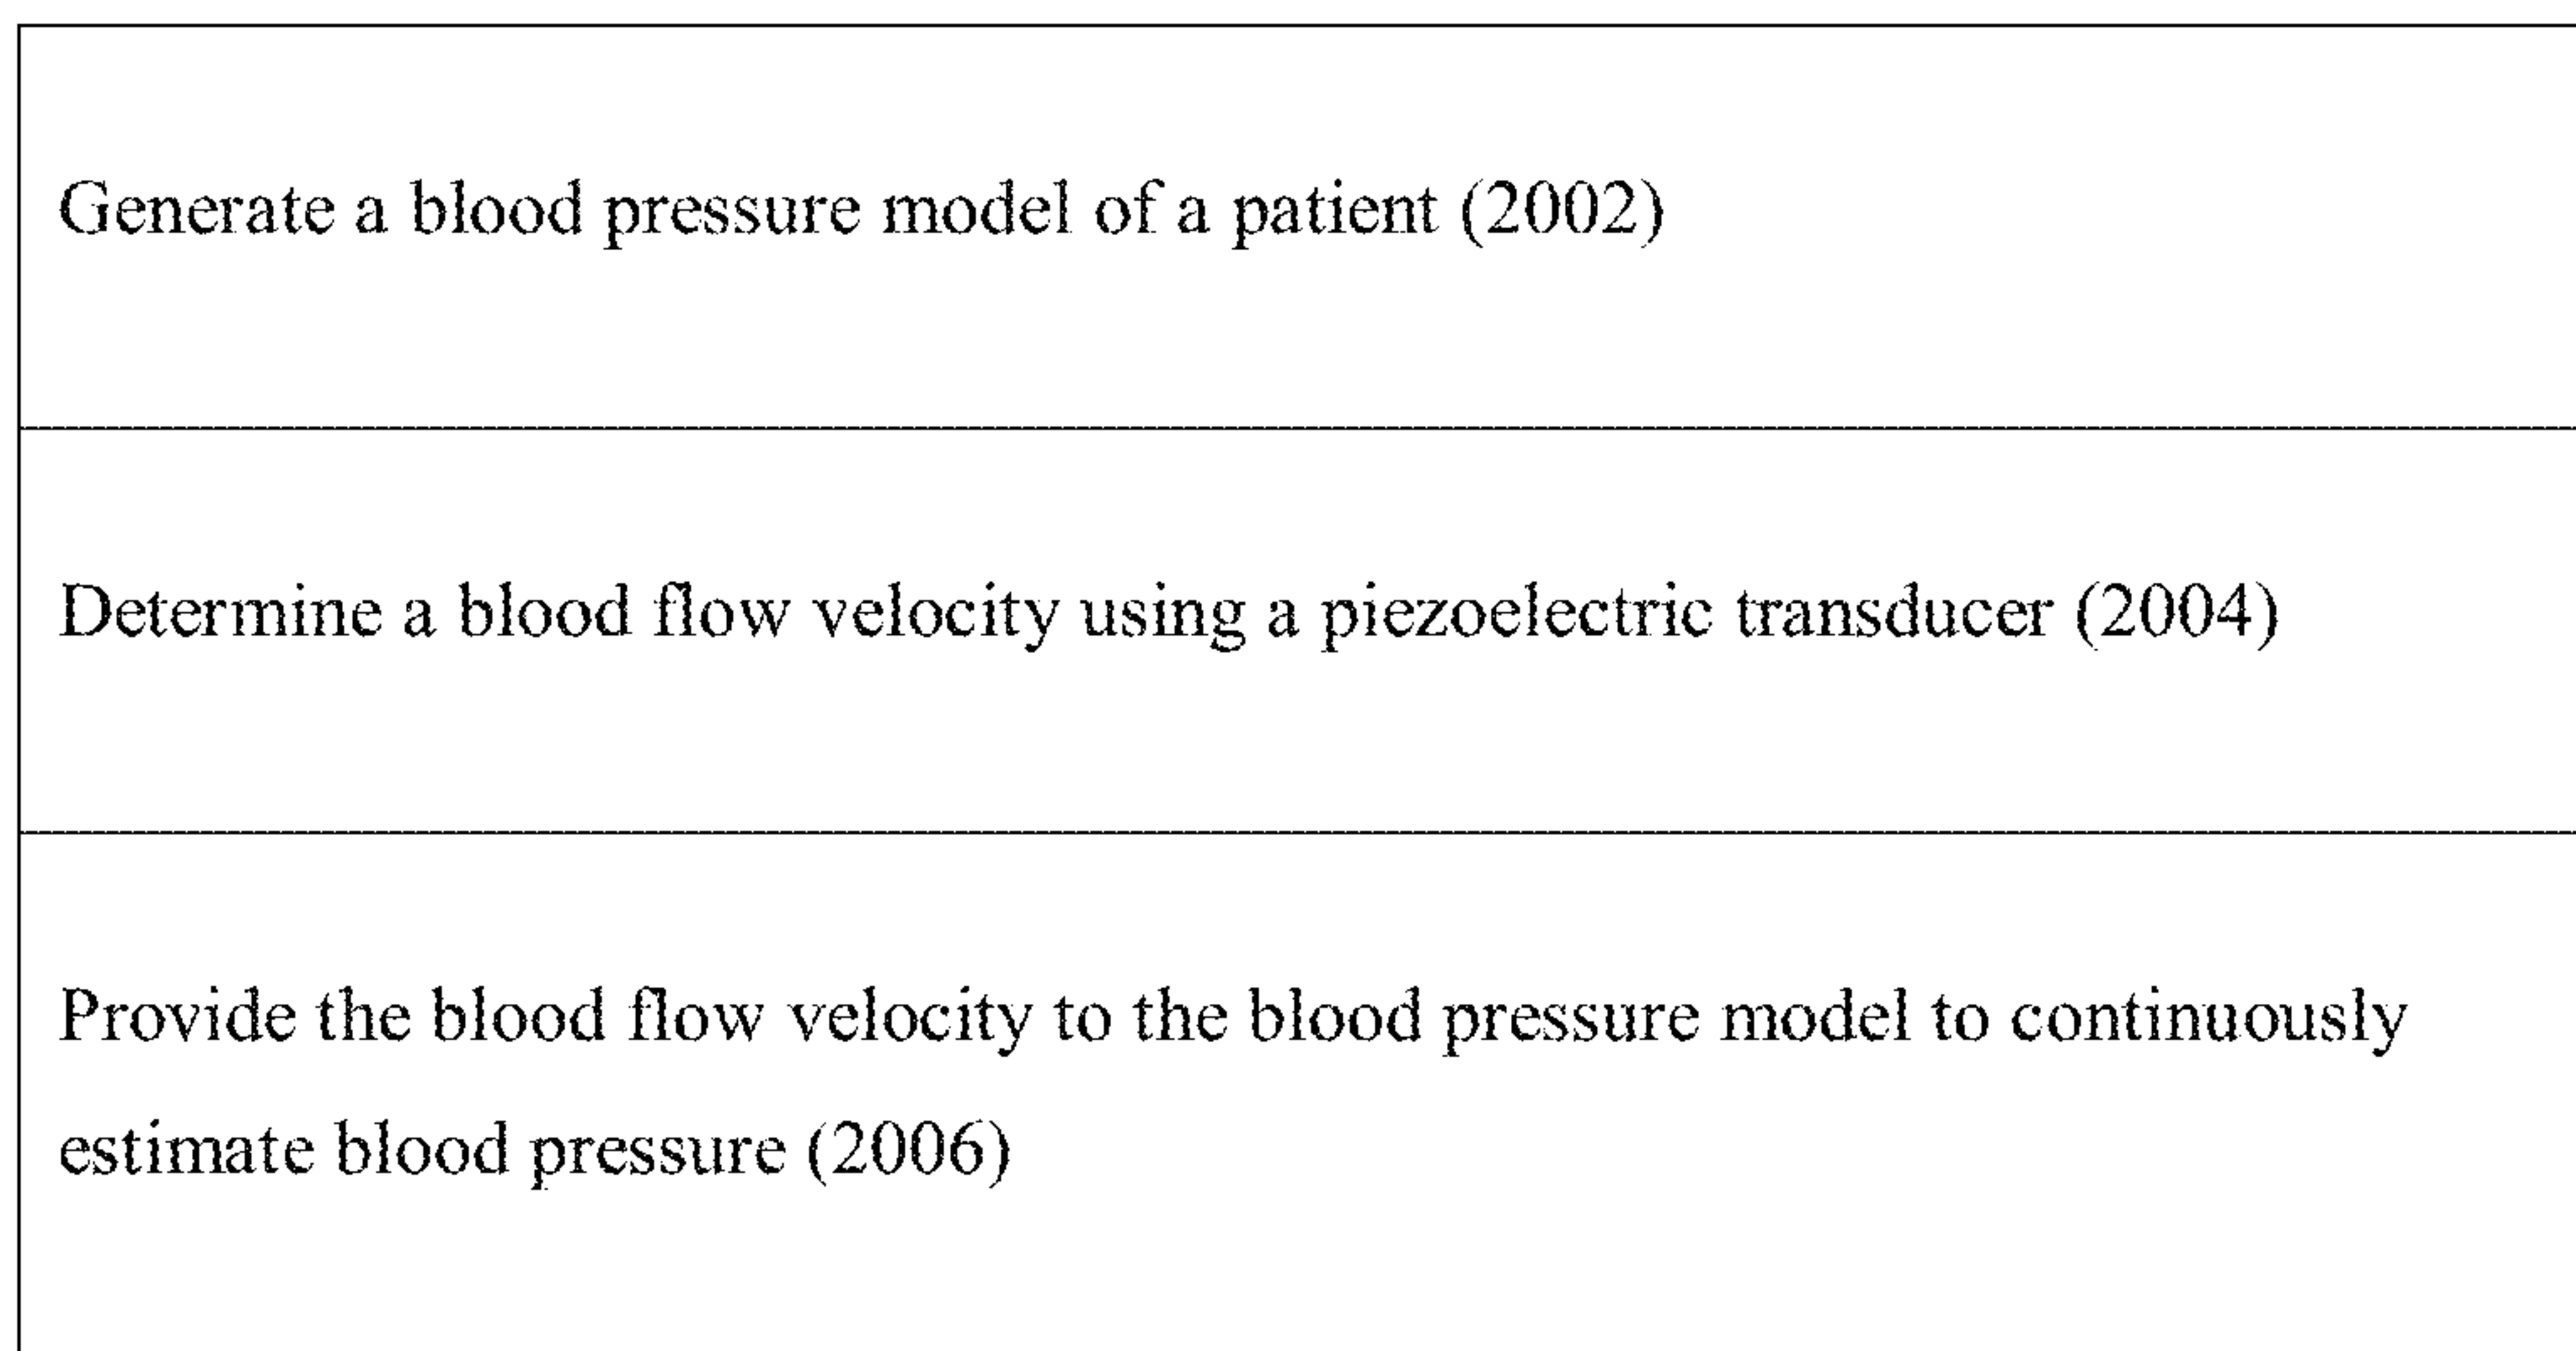 Generate a blood pressure model of a patient (2002)
Determine a blood flow velocity using a piezoelectric transducer (2004)
Provide the blood flow velocity to the blood pressure model to continuously
estimate blood pressure (2006)